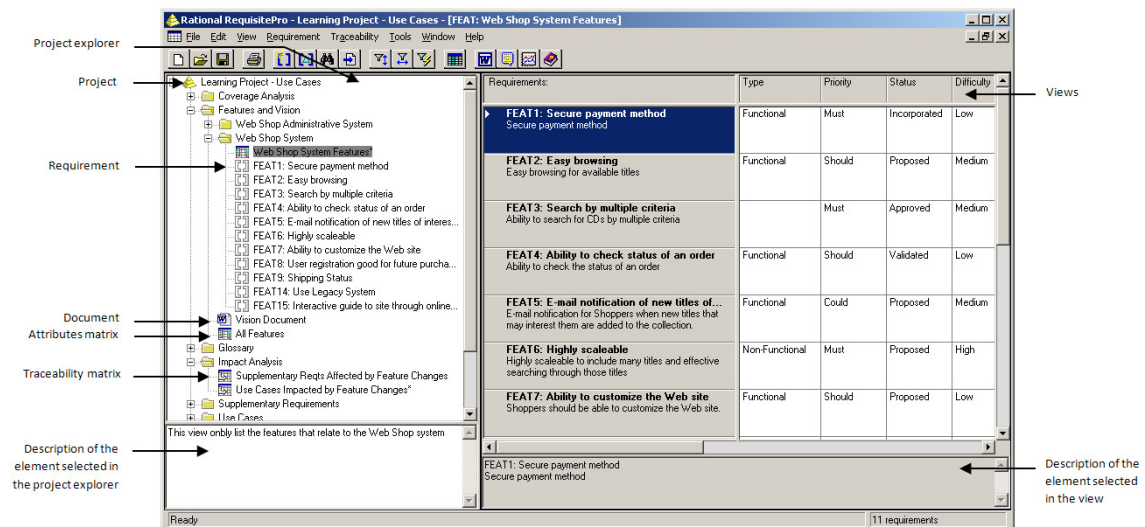 Rational RequisitePro - Learning Project - Use Cases - [FEAT: Web Shop System Features]
File Edit View Requirement Traceability Tools Window Help
Project explorer
Project
Requirement
Document
Attributes matrix
Traceability matrix
Description of the
element selected in
the project explorer
Learning Project - Use Cases
Coverage Analysis
Features and Vision
Web Shop Administrative System
Web Shop System
Web Shop System Features*
FEAT1: Secure payment method
FEAT2: Easy browsing
FEAT3: Search by multiple criteria
FEAT4: Ability to check status of an order
FEAT5: E-mail notification of new titles of interes...
FEAT6: Highly scaleable
FEAT7: Ability to customize the Web site
FEAT8: User registration good for future purcha...
FEAT9: Shipping Status
FEAT14: Use Legacy System
FEAT15: Interactive guide to site through online...
Vision Document
All Features
Glossary
Impact Analysis
Supplementary Reqts Affected by Feature Changes
Use Cases Impacted by Feature Changes*
Supplementary Requirements
Use Cases
This view onbly list the features that relate to the Web Shop system
Requirements: Type Priority Status Difficulty
FEAT1: Secure payment method Functional Must Incorporated Low
Secure payment method
FEAT2: Easy browsing Functional Should Proposed Medium
Easy browsing for available titles
FEAT3: Search by multiple criteria Must Approved Medium
Ability to search for CDs by multiple criteria
FEAT4: Ability to check status of an order Functional Should Validated Low
Ability to check the status of an order
FEAT5: E-mail notification of new titles of... Functional Could Proposed Medium
E-mail notification for Shoppers when new titles that
may interest them are added to the collection.
FEAT6: Highly scaleable Non-Functional Must Proposed High
Highly scaleable to include many titles and effective
searching through those titles
FEAT7: Ability to customize the Web site Functional Should Proposed Low
Shoppers should be able to customize the Web site.
FEAT1: Secure payment method
Secure payment method
Views
Description of the
element selected
in the view
Ready
11 requirements